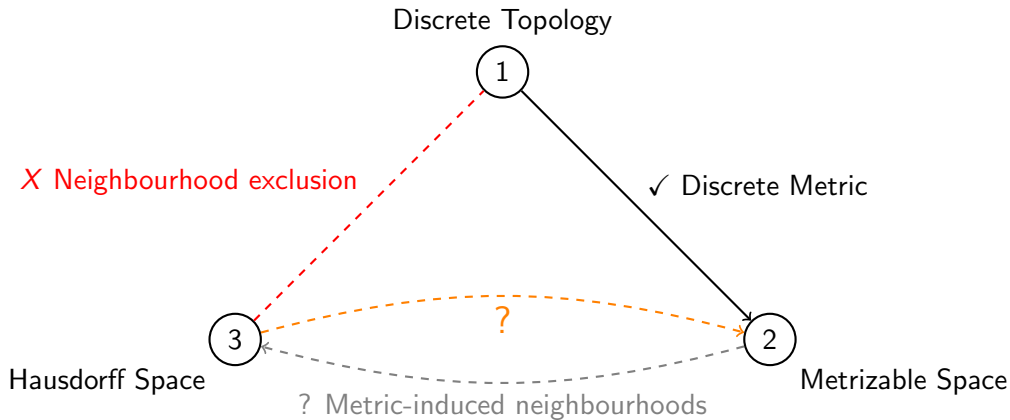 Discrete Topology
1
X Neighbourhood exclusion
✓ Discrete Metric
?
3
2
Hausdorff Space
Metrizable Space
? Metric-induced neighbourhoods